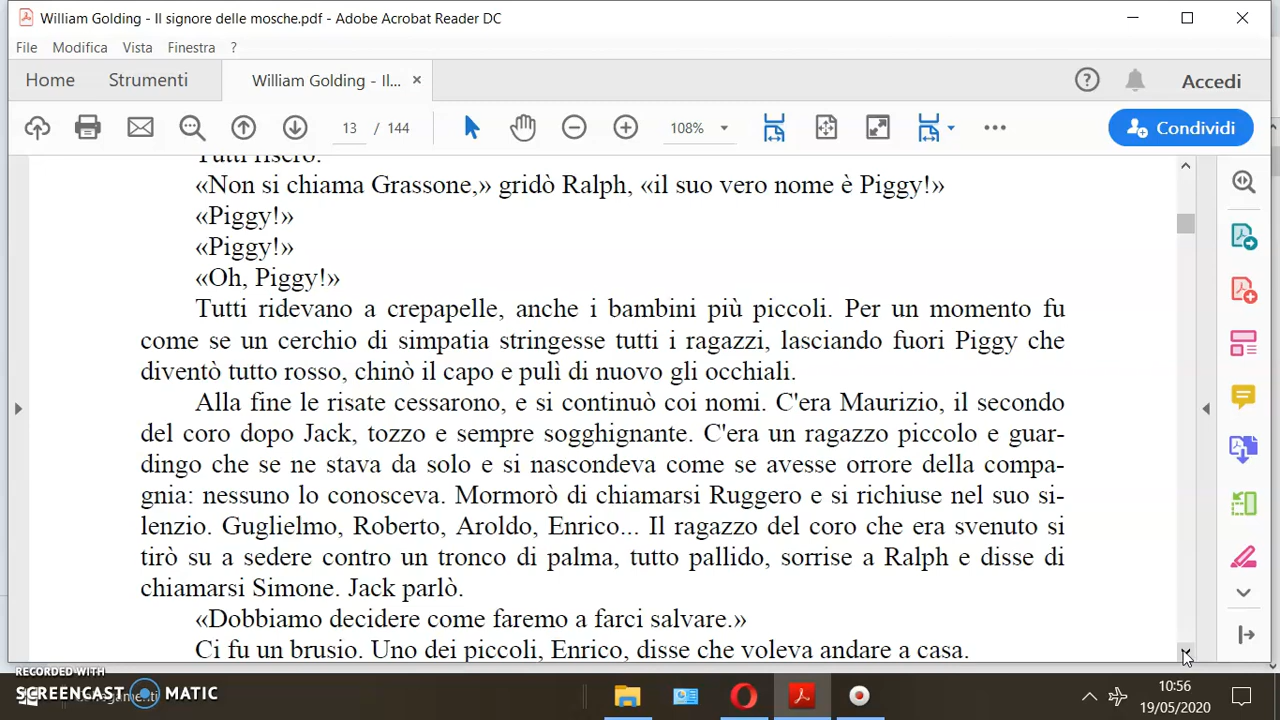 William Golding - Il signore delle mosche.pdf - Adobe Acrobat Reader DC
File Modifica Vista Finestra ?
Home Strumenti William Golding - Il... × Accedi
13 / 144 108% Condividi
Tutti risero.
«Non si chiama Grassone,» gridò Ralph, «il suo vero nome è Piggy!»
«Piggy!»
«Piggy!»
«Oh, Piggy!»
Tutti ridevano a crepapelle, anche i bambini più piccoli. Per un momento fu
come se un cerchio di simpatia stringesse tutti i ragazzi, lasciando fuori Piggy che
diventò tutto rosso, chinò il capo e pulì di nuovo gli occhiali.
Alla fine le risate cessarono, e si continuò coi nomi. C'era Maurizio, il secondo
del coro dopo Jack, tozzo e sempre sogghignante. C'era un ragazzo piccolo e guar-
dingo che se ne stava da solo e si nascondeva come se avesse orrore della compa-
gnia: nessuno lo conosceva. Mormorò di chiamarsi Ruggero e si richiuse nel suo si-
lenzio. Guglielmo, Roberto, Aroldo, Enrico... Il ragazzo del coro che era svenuto si
tirò su a sedere contro un tronco di palma, tutto pallido, sorrise a Ralph e disse di
chiamarsi Simone. Jack parlò.
«Dobbiamo decidere come faremo a farci salvare.»
Ci fu un brusio. Uno dei piccoli, Enrico, disse che voleva andare a casa.
RECORDED WITH
SCREENCAST MATIC
10:56
19/05/2020